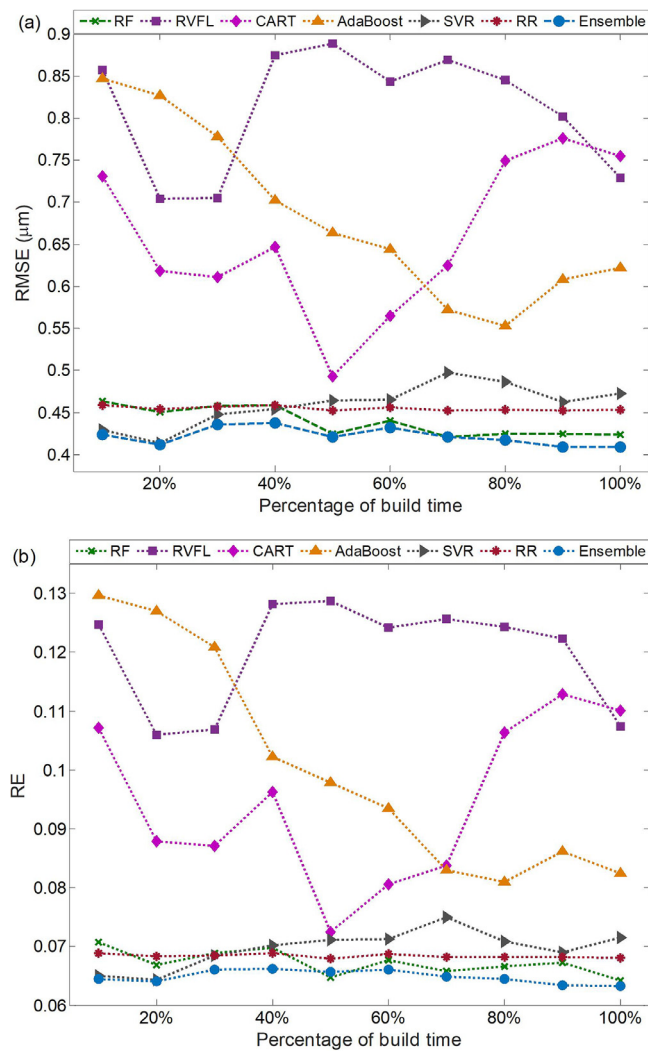 (a)
RF RVFL CART AdaBoost SVR RR Ensemble
0.9
0.85
0.8
0.75
0.7
0.65
0.6
0.55
0.5
0.45
0.4
RMSE (μm)
20% 40% 60% 80% 100%
Percentage of build time
(b)
RF RVFL CART AdaBoost SVR RR Ensemble
0.13
0.12
0.11
0.1
0.09
0.08
0.07
0.06
RE
20% 40% 60% 80% 100%
Percentage of build time